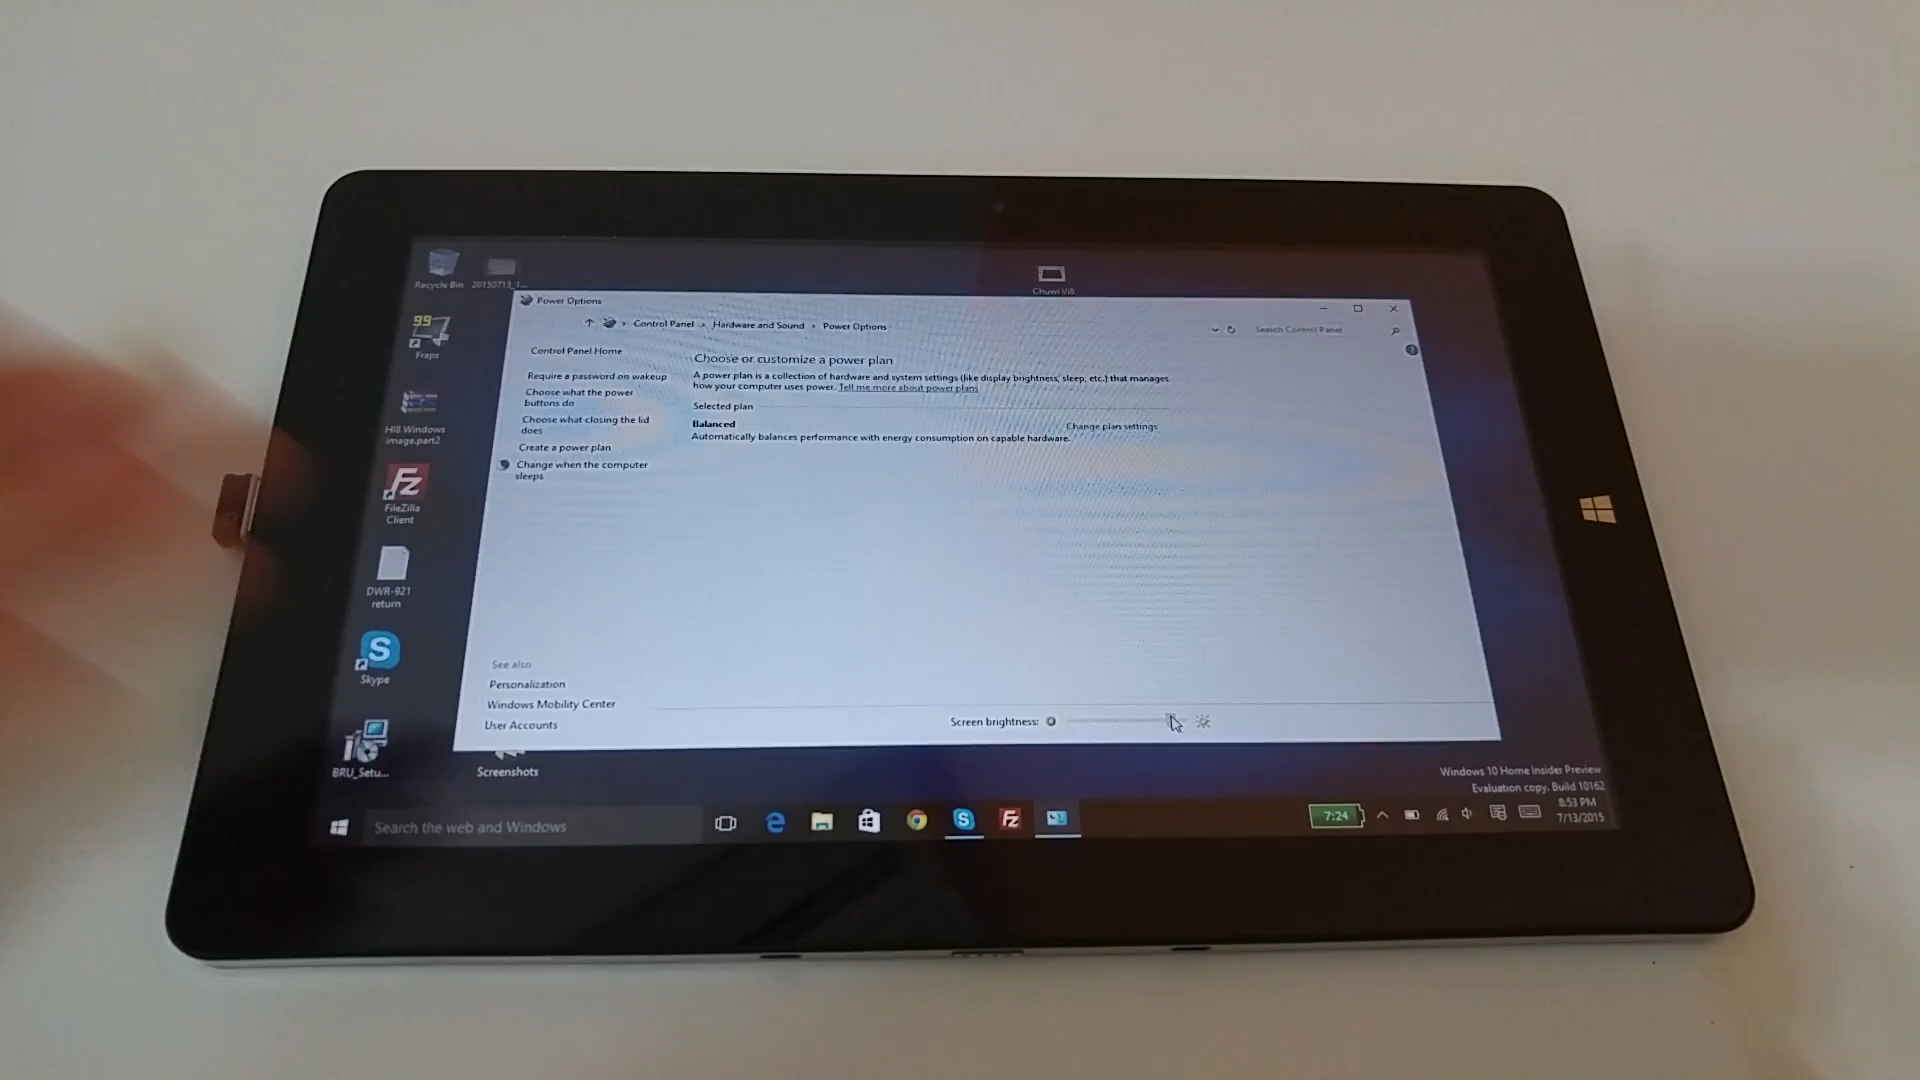 Recycle Bin
20150713_1...
Chuwi Vi8
99
Fraps
Power Options
Control Panel
Hardware and Sound
Power Options
Search Control Panel
Control Panel Home
Require a password on wakeup
Choose what the power
buttons do
Choose what closing the lid
does
Create a power plan
Change when the computer
sleeps
Choose or customize a power plan
A power plan is a collection of hardware and system settings (like display brightness, sleep, etc.) that manages
how your computer uses power. Tell me more about power plans
Selected plan
Balanced
Change plan settings
Automatically balances performance with energy consumption on capable hardware.
HI8 Windows
image.part2
Fz
FileZilla
Client
DWR-921
return
S
Skype
See also
Personalization
Windows Mobility Center
User Accounts
Screen brightness:
BRU_Setu...
Screenshots
Windows 10 Home Insider Preview
Evaluation copy. Build 10162
Search the web and Windows
S
Fz
7:24
8:53 PM
7/13/2015